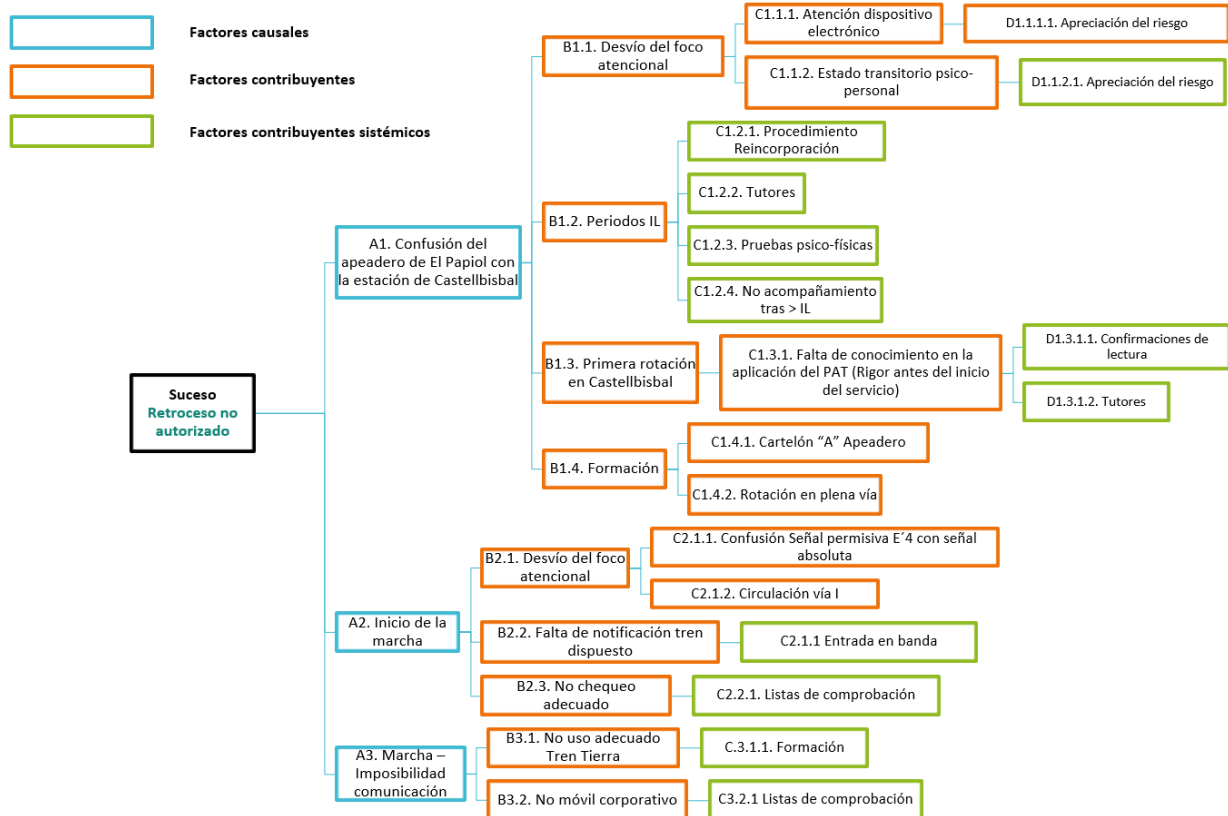 Factores causales
Factores contribuyentes
Factores contribuyentes sistémicos
Suceso
Retroceso no
autorizado
A1. Confusión del
apeadero de El Papiol con
la estación de Castellbisbal
B1.1. Desvío del foco
atencional
C1.1.1. Atención dispositivo
electrónico
D1.1.1.1. Apreciación del riesgo
C1.1.2. Estado transitorio psico-
personal
D1.1.2.1. Apreciación del riesgo
B1.2. Periodos IL
C1.2.1. Procedimiento
Reincorporación
C1.2.2. Tutores
C1.2.3. Pruebas psico-físicas
C1.2.4. No acompañamiento
tras > IL
B1.3. Primera rotación
en Castellbisbal
C1.3.1. Falta de conocimiento en la
aplicación del PAT (Rigor antes del inicio
del servicio)
D1.3.1.1. Confirmaciones de
lectura
D1.3.1.2. Tutores
B1.4. Formación
C1.4.1. Cartelón “A” Apeadero
C1.4.2. Rotación en plena vía
A2. Inicio de la
marcha
B2.1. Desvío del foco
atencional
C2.1.1. Confusión Señal permisiva E´4 con señal
absoluta
C2.1.2. Circulación vía I
B2.2. Falta de notificación tren
dispuesto
C2.1.1 Entrada en banda
B2.3. No chequeo
adecuado
C2.2.1. Listas de comprobación
A3. Marcha –
Imposibilidad
comunicación
B3.1. No uso adecuado
Tren Tierra
C.3.1.1. Formación
B3.2. No móvil corporativo
C3.2.1 Listas de comprobación